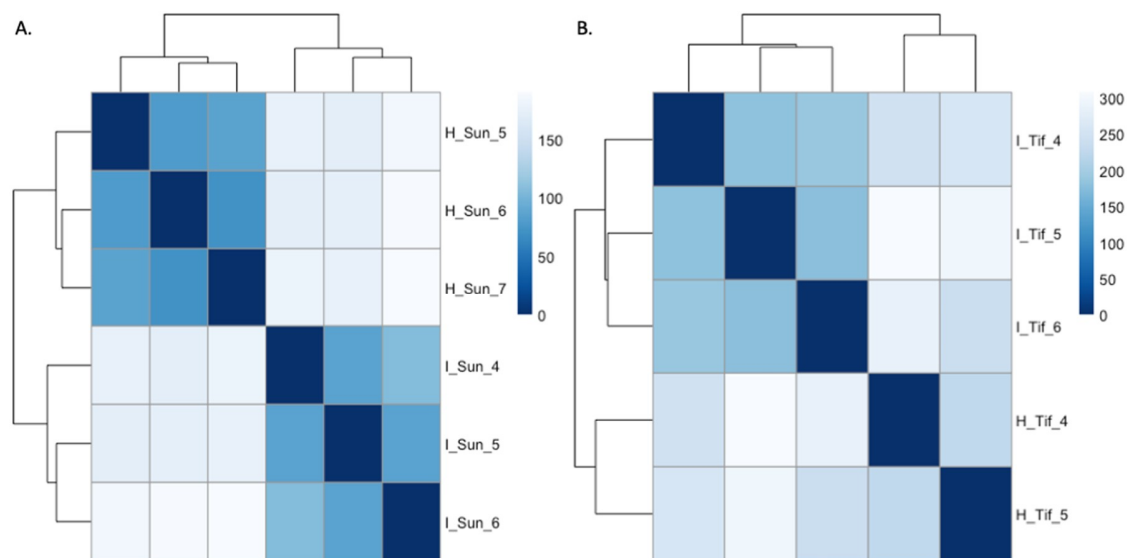 A.
H_Sun_5
H_Sun_6
H_Sun_7
I_Sun_4
I_Sun_5
I_Sun_6
150
100
50
0
B.
I_Tif_4
I_Tif_5
I_Tif_6
H_Tif_4
H_Tif_5
300
250
200
150
100
50
0